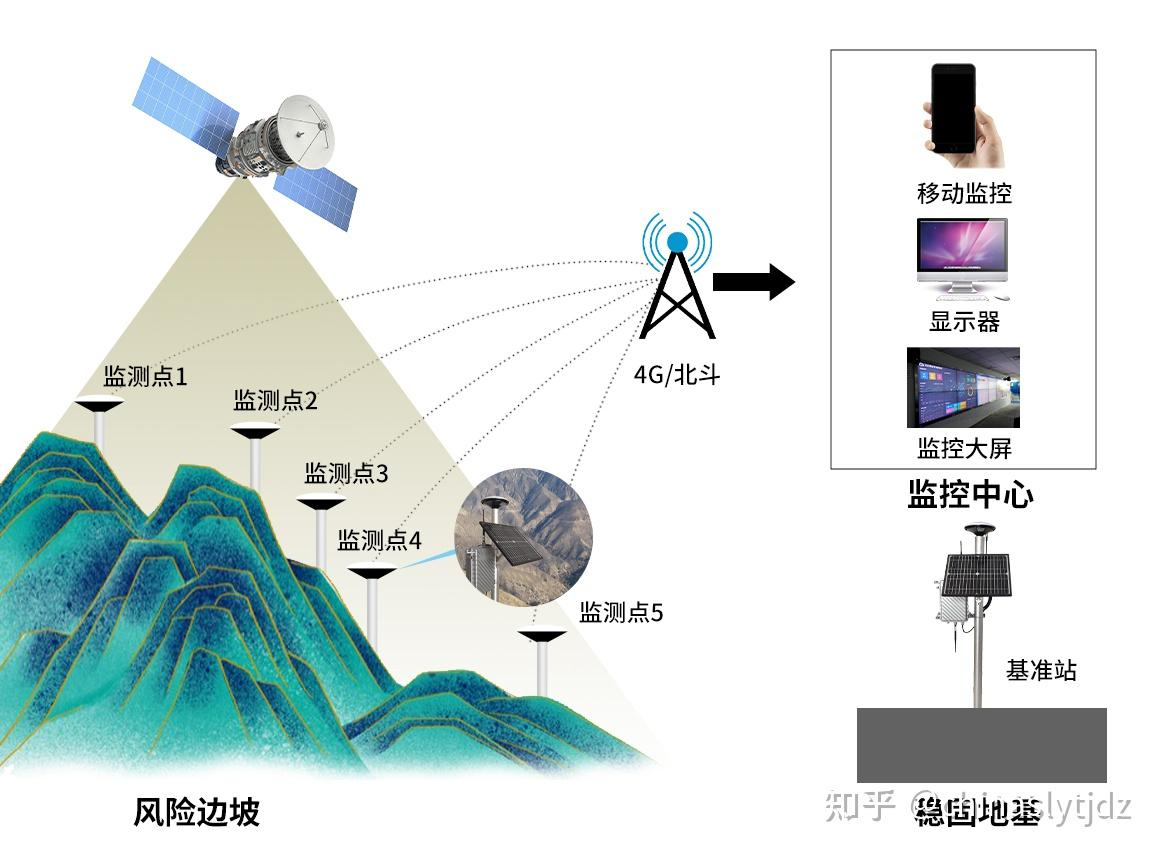 移动监控
显示器
监控大屏
监控中心
4G/北斗
监测点1
监测点2
监测点3
监测点4
监测点5
基准站
风险边坡
稳固地基
知乎 @chinaslytjdz